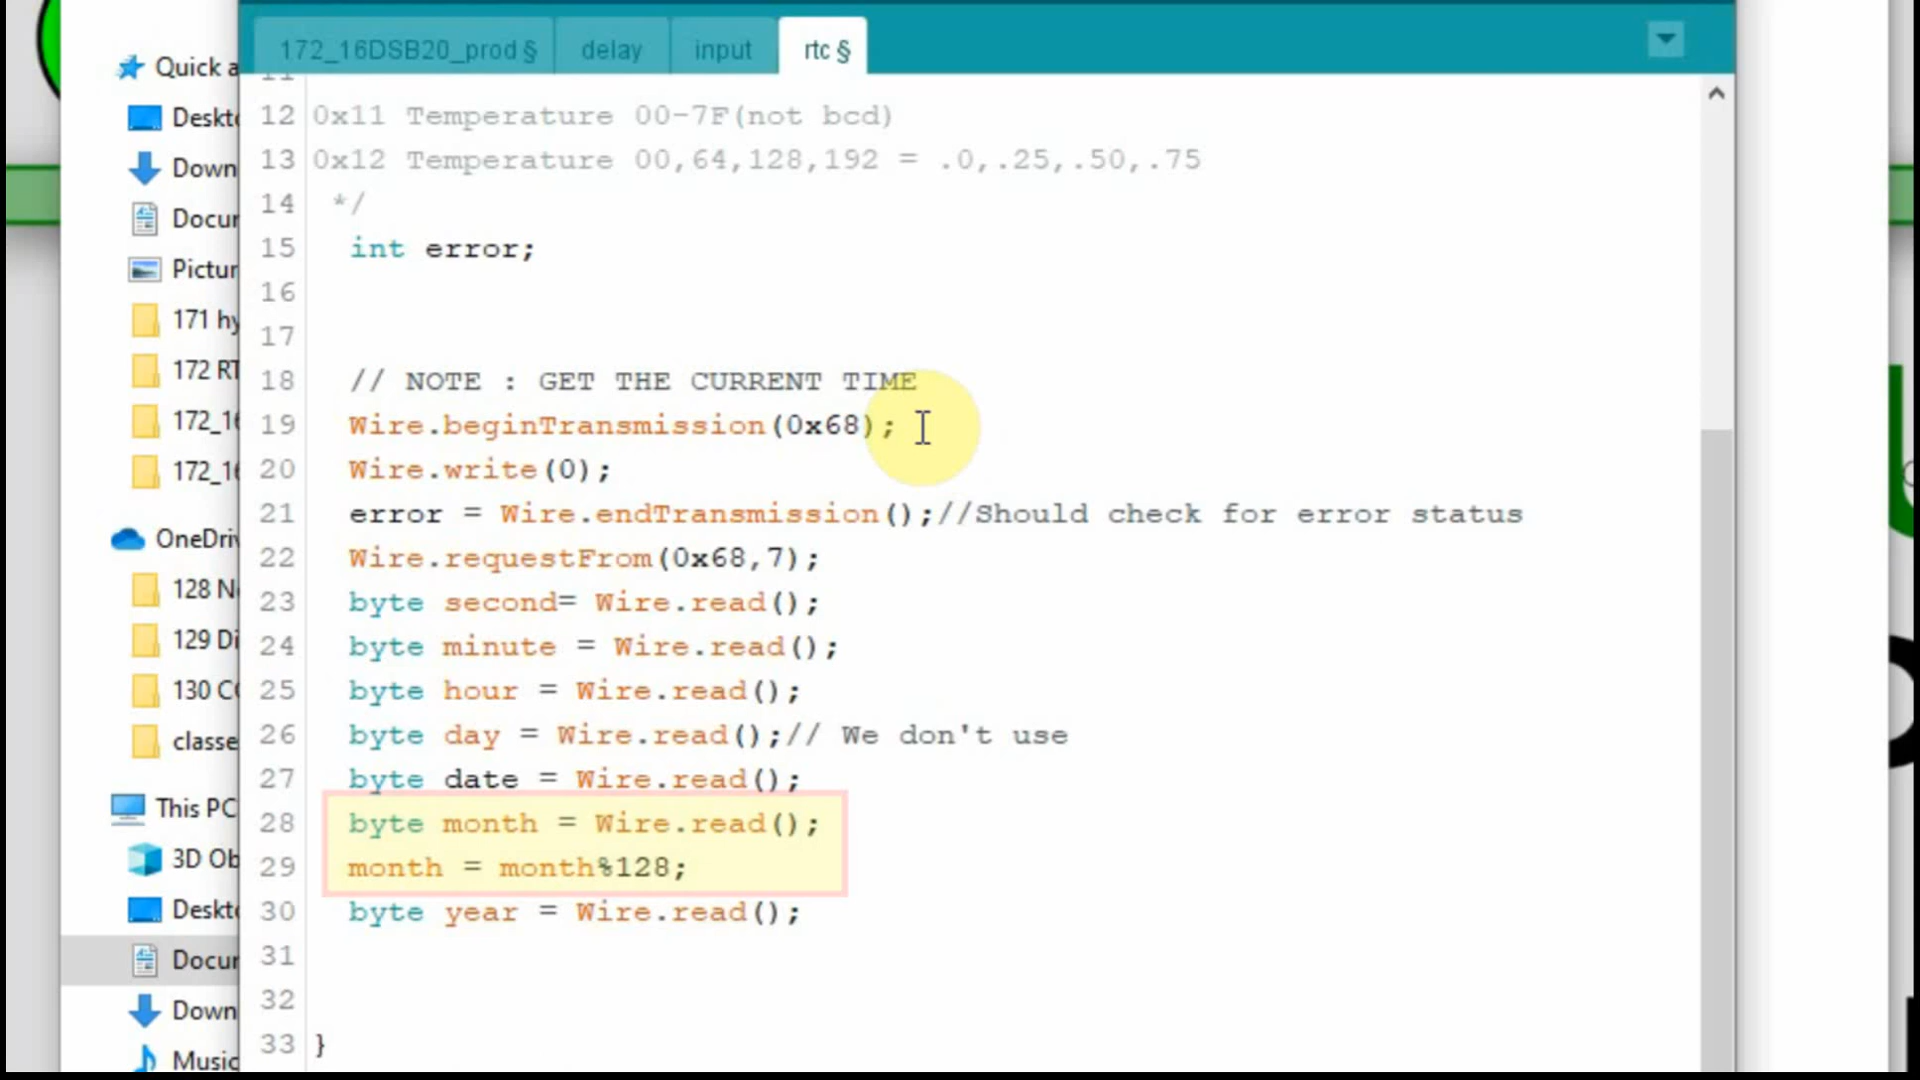 172_16DSB20_prod § delay input rtc §
Quick a
Deskt
Down
Docur
Pictur
171 hy
172 RT
172_16
172_16
OneDriv
128 N
129 Di
130 C
classe
This PC
3D Ob
Deskt
Docur
Down
Music
11
12 0x11 Temperature 00-7F(not bcd)
13 0x12 Temperature 00,64,128,192 = .0,.25,.50,.75
14 */
15 int error;
16
17
18 // NOTE : GET THE CURRENT TIME
19 Wire.beginTransmission(0x68);
20 Wire.write(0);
21 error = Wire.endTransmission();//Should check for error status
22 Wire.requestFrom(0x68,7);
23 byte second= Wire.read();
24 byte minute = Wire.read();
25 byte hour = Wire.read();
26 byte day = Wire.read();// We don't use
27 byte date = Wire.read();
28 byte month = Wire.read();
29 month = month%128;
30 byte year = Wire.read();
31
32
33 }